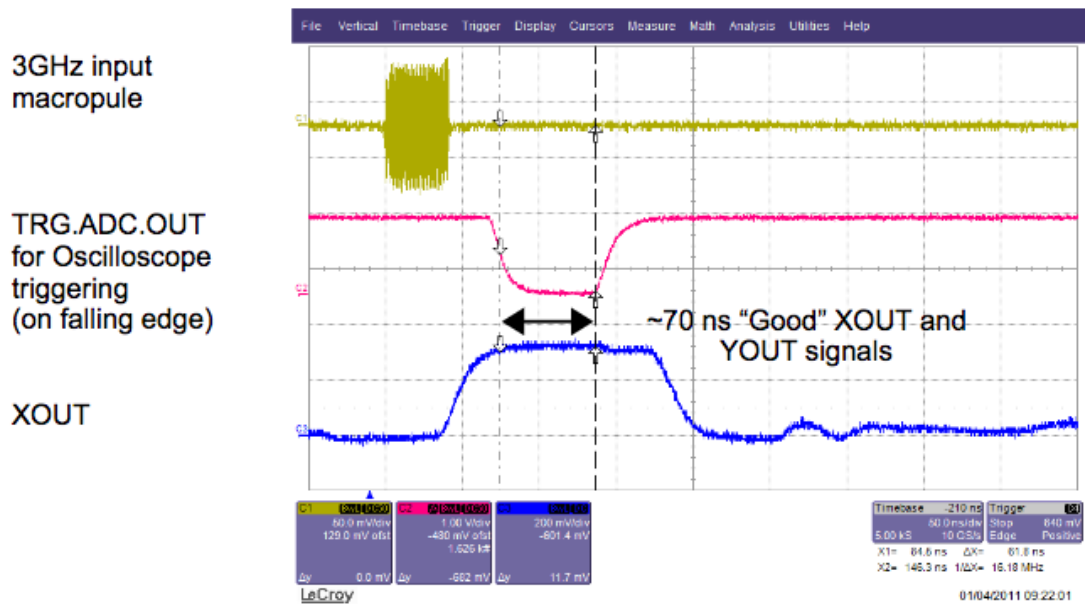 File Vertical Timebase Trigger Display Cursors Measure Math Analysis Utilities Help
3GHz input
macropule
C1
TRG.ADC.OUT
for Oscilloscope
triggering
(on falling edge)
C2
~70 ns “Good” XOUT and
YOUT signals
XOUT
C3
C1
50.0 mV/div
129.0 mV ofst
Δy 0.0 mV
C2
1.00 V/div
-480 mV ofst
1.626 k#
Δy -682 mV
200 mV/div
-601.4 mV
Δy 11.7 mV
Timebase -210 ns
50.0 ns/div
5.00 kS 10 GS/s
Trigger
Stop 640 mV
Edge Positive
X1= 84.5 ns ΔX= 61.8 ns
X2= 146.3 ns 1/ΔX= 16.18 MHz
LeCroy
01/04/2011 09:22:01